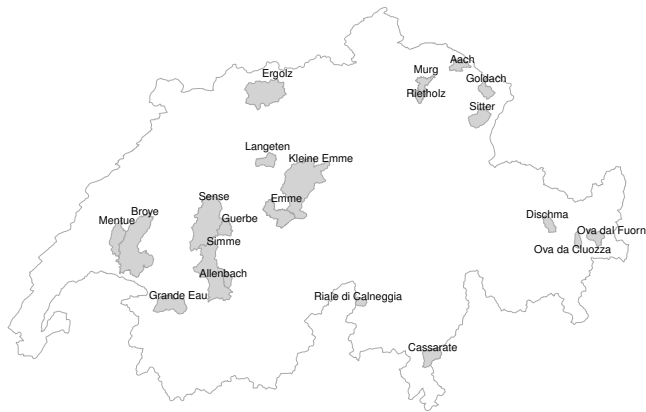 Aach
Murg
Ergolz
Goldach
Rietholz
Sitter
Langeten
Kleine Emme
Sense
Emme
Broye
Dischma
Mentue
Guerbe
Ova dal Fuorn
Simme
Ova da Cluozza
Allenbach
Grande Eau
Riale di Calneggia
Cassarate